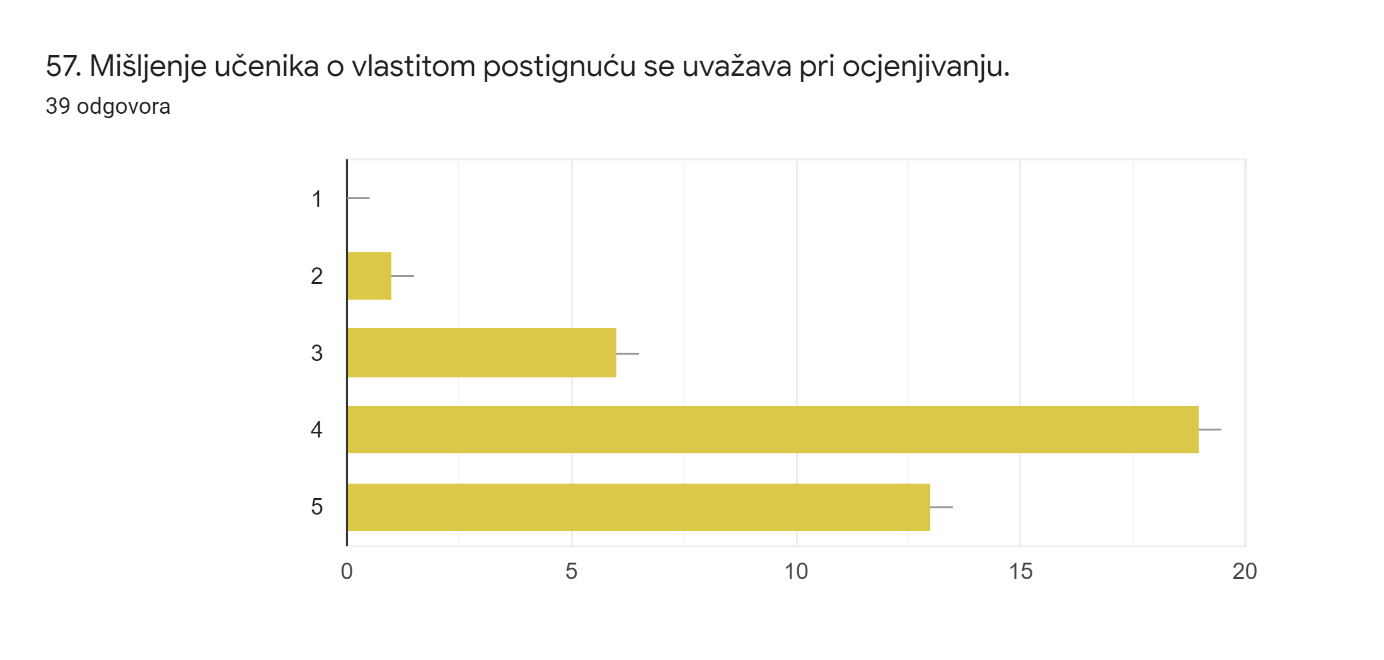 57. Mišljenje učenika o vlastitom postignuću se uvažava pri ocjenjivanju.
39 odgovora
1
2
3
4
5
0 5 10 15 20